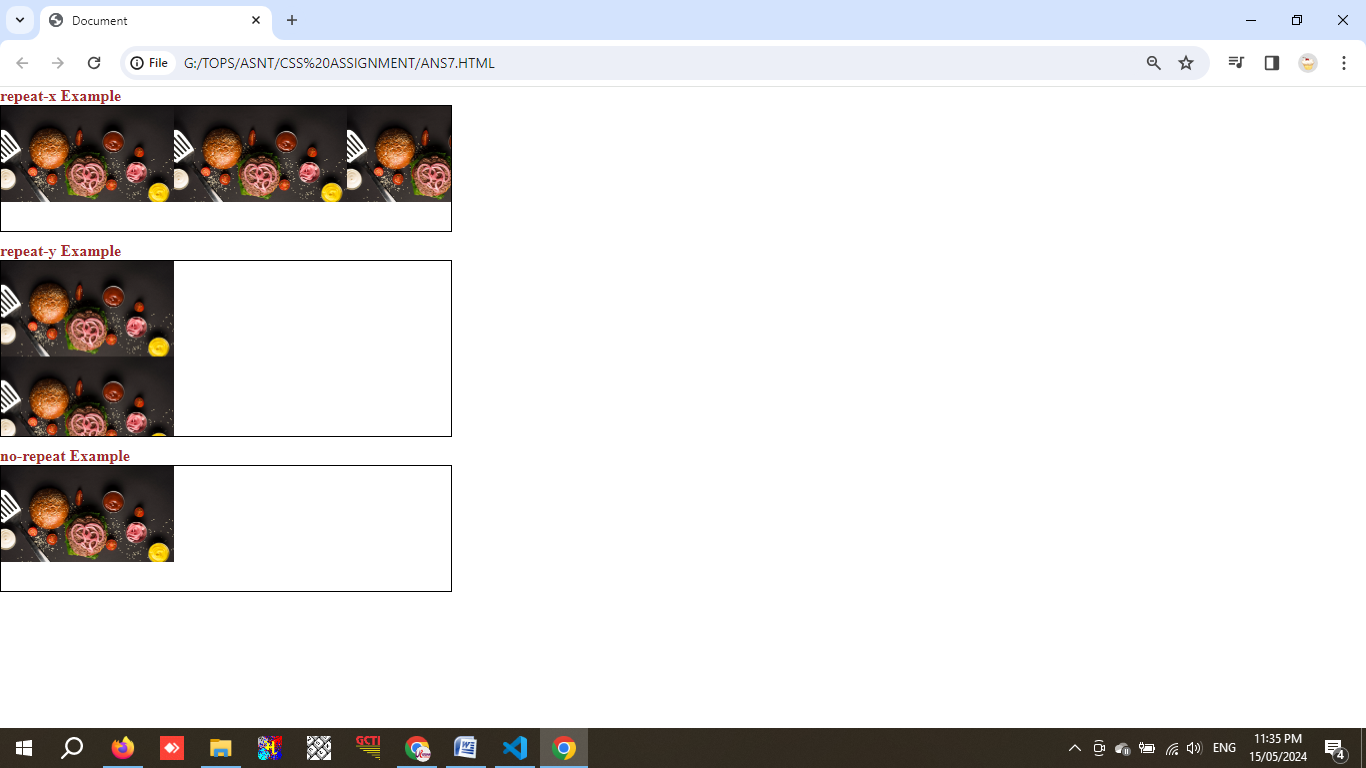 Document
File G:/TOPS/ASNT/CSS%20ASSIGNMENT/ANS7.HTML
repeat-x Example
repeat-y Example
no-repeat Example
GCTI
W
ENG
11:35 PM
15/05/2024
4